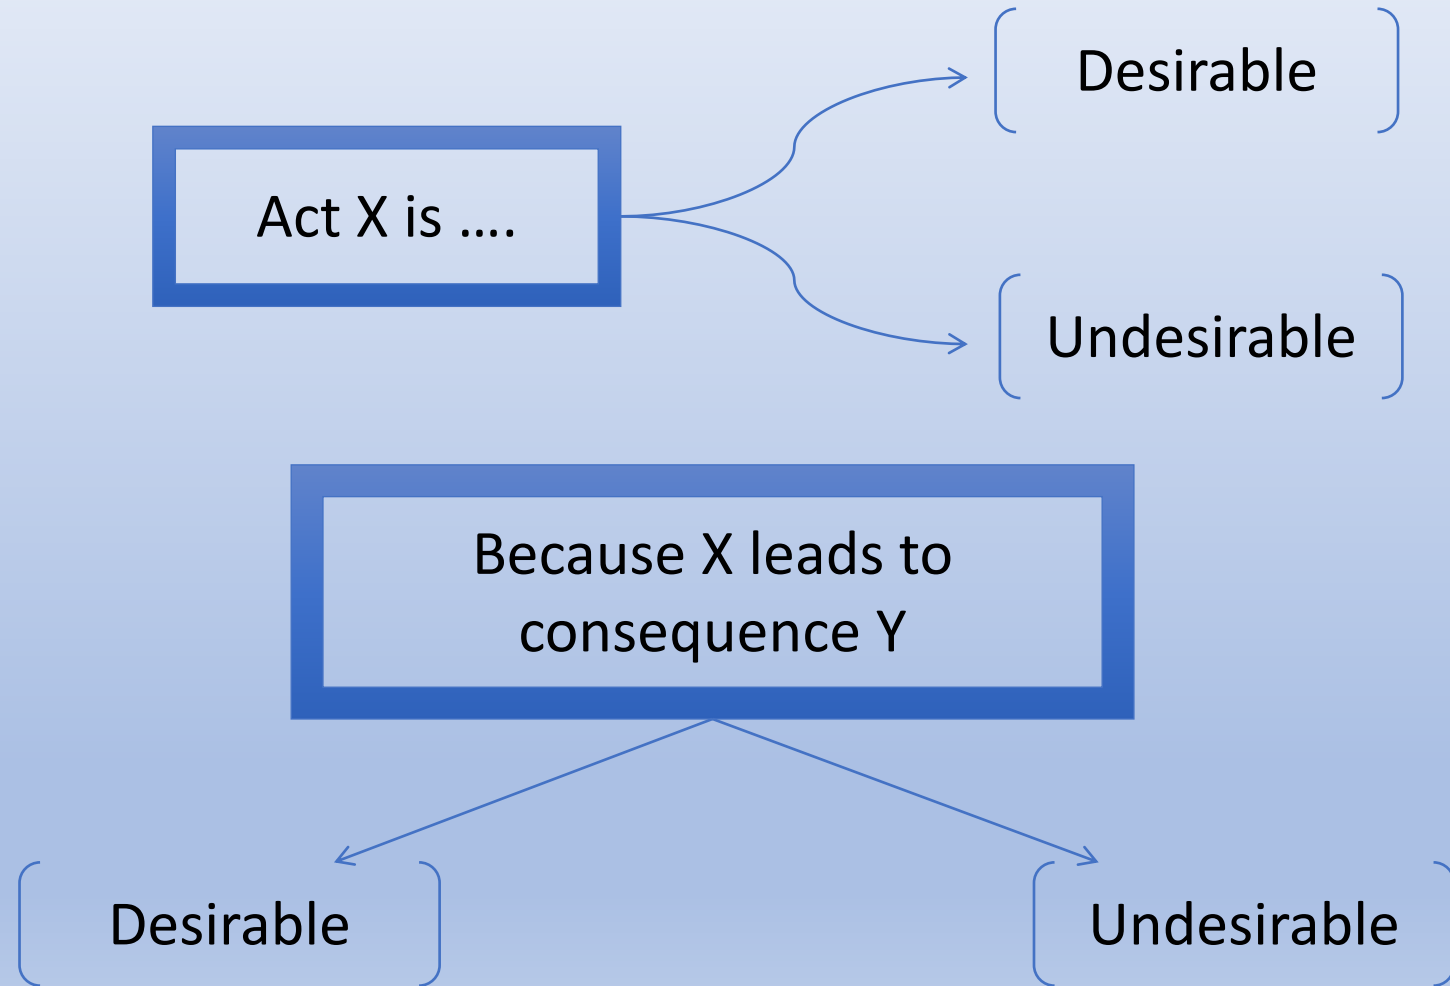 Desirable
Act X is ....
Undesirable
Because X leads to
consequence Y
Desirable
Undesirable